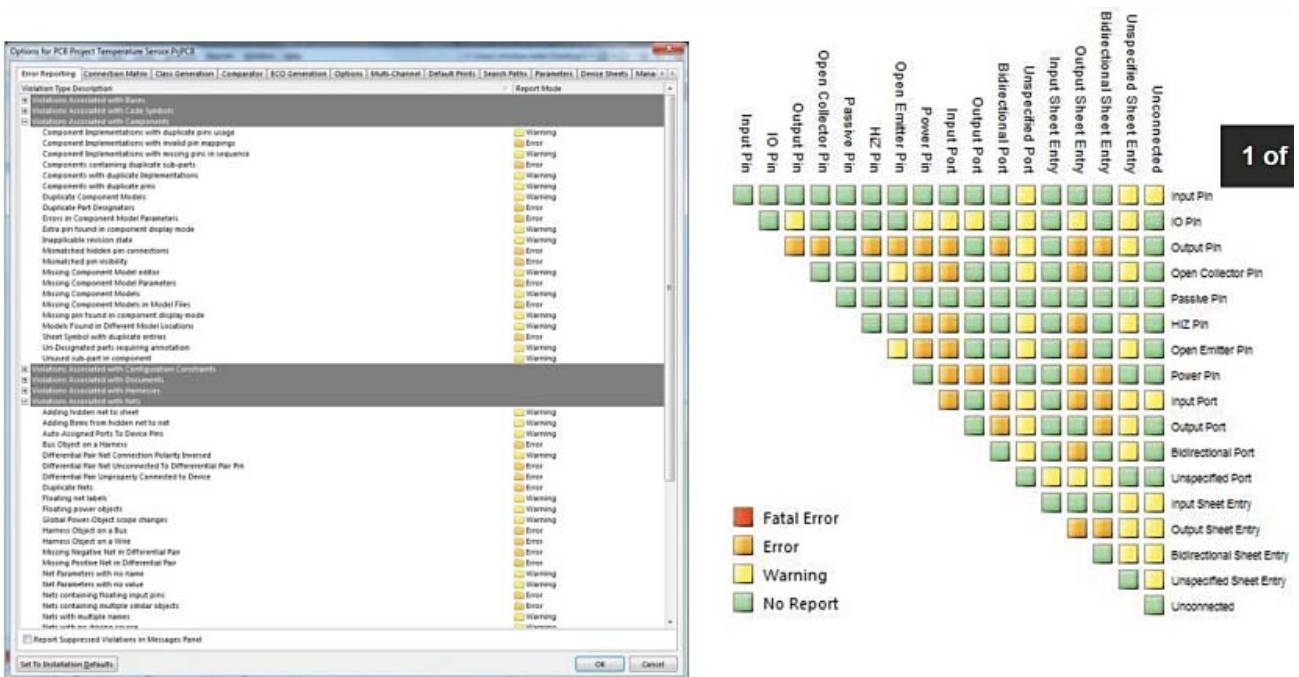 Options for PCB Project Temperature Sensor.PrjPCB
Error Reporting Connection Matrix Class Generation Comparator ECO Generation Options Multi-Channel Default Prints Search Paths Parameters Device Sheets Mana
Violation Type Description Report Mode
Violations Associated with Buses
Violations Associated with Code Symbols
Violations Associated with Components
Component Implementations with duplicate pins usage Warning
Component Implementations with invalid pin mappings Error
Component Implementations with missing pins in sequence Warning
Components containing duplicate sub-parts Error
Components with duplicate Implementations Warning
Components with duplicate pins Warning
Duplicate Component Models Warning
Duplicate Part Designators Error
Errors in Component Model Parameters Error
Extra pin found in component display mode Warning
Inapplicable revision state Warning
Mismatched hidden pin connections Error
Mismatched pin visibility Error
Missing Component Model editor Warning
Missing Component Model Parameters Error
Missing Component Models Warning
Missing Component Models in Model Files Error
Missing pin found in component display mode Warning
Models Found in Different Model Locations Warning
Sheet Symbol with duplicate entries Error
Un-Designated parts requiring annotation Warning
Unused sub-part in component Warning
Violations Associated with Configuration Constraints
Violations Associated with Documents
Violations Associated with Harnesses
Violations Associated with Nets
Adding hidden net to sheet Warning
Adding Items from hidden net to net Warning
Auto-Assigned Ports To Device Pins Warning
Bus Object on a Harness Error
Differential Pair Net Connection Polarity Inversed Warning
Differential Pair Net Unconnected To Differerential Pair Pin Error
Differential Pair Unproperly Connected to Device Error
Duplicate Nets Error
Floating net labels Warning
Floating power objects Warning
Global Power-Object scope changes Warning
Harness Object on a Bus Error
Harness Object on a Wire Error
Missing Negative Net in Differential Pair Error
Missing Positive Net in Differential Pair Error
Net Parameters with no name Warning
Net Parameters with no value Warning
Nets containing floating input pins Error
Nets containing multiple similar objects Warning
Nets with multiple names Warning
Nets with no driving source Warning
Report Suppressed Violations in Messages Panel
Set To Installation Defaults OK Cancel
Input Pin
IO Pin
Output Pin
Open Collector Pin
Passive Pin
HiZ Pin
Open Emitter Pin
Power Pin
Input Port
Output Port
Bidirectional Port
Unspecified Port
Input Sheet Entry
Output Sheet Entry
Bidirectional Sheet Entry
Unspecified Sheet Entry
Unconnected
1 of
Input Pin
IO Pin
Output Pin
Open Collector Pin
Passive Pin
HiZ Pin
Open Emitter Pin
Power Pin
Input Port
Output Port
Bidirectional Port
Unspecified Port
Input Sheet Entry
Output Sheet Entry
Bidirectional Sheet Entry
Unspecified Sheet Entry
Unconnected
Fatal Error
Error
Warning
No Report